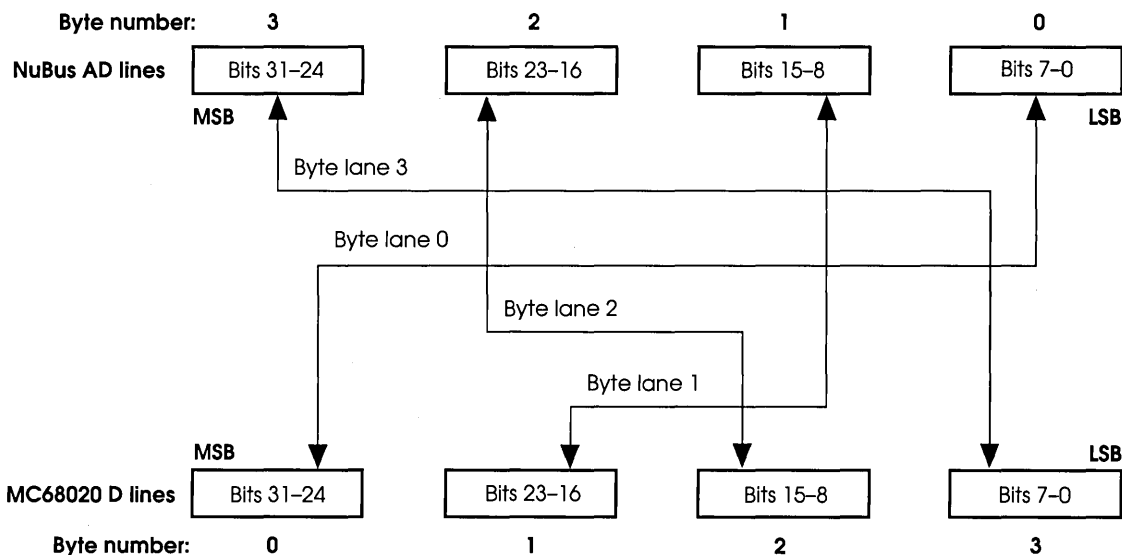 Byte number: 3 2 1 0
NuBus AD lines Bits 31–24 Bits 23–16 Bits 15–8 Bits 7–0
MSB LSB
Byte lane 3
Byte lane 0
Byte lane 2
Byte lane 1
MSB LSB
MC68020 D lines Bits 31–24 Bits 23–16 Bits 15–8 Bits 7–0
Byte number: 0 1 2 3